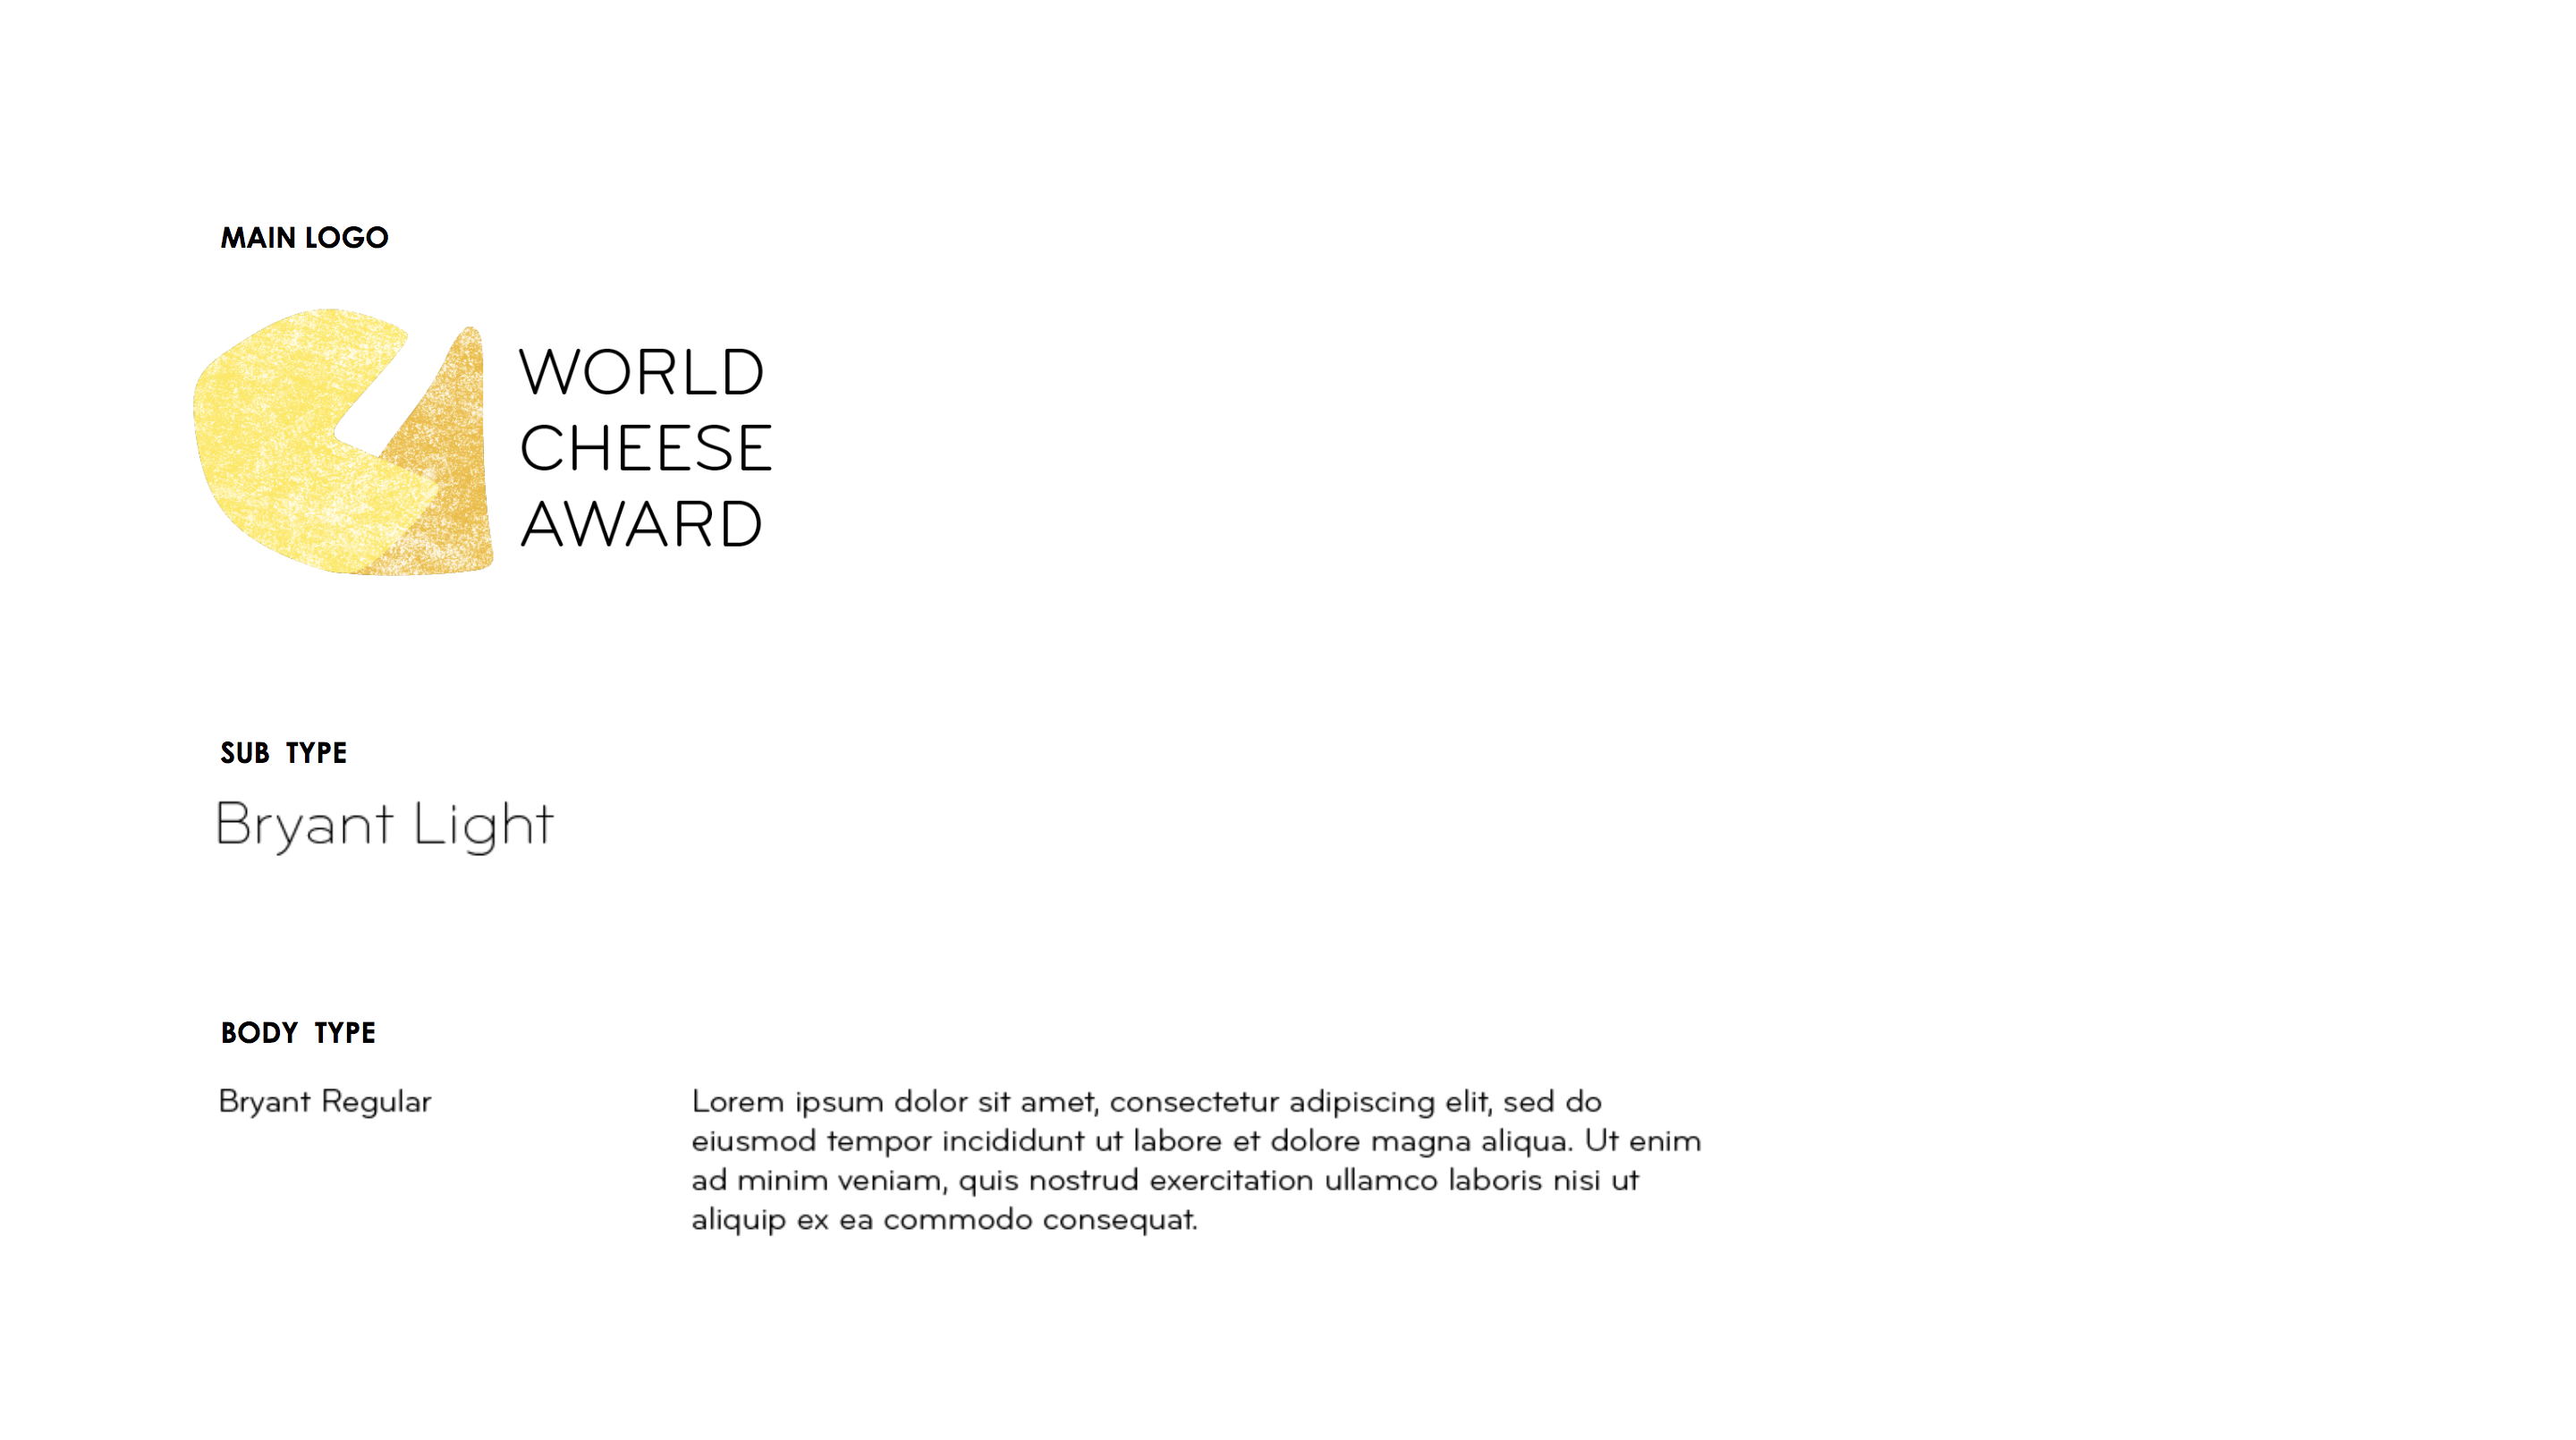 MAIN LOGO
WORLD
CHEESE
AWARD
SUB TYPE
Bryant Light
BODY TYPE
Bryant Regular
Lorem ipsum dolor sit amet, consectetur adipiscing elit, sed do
eiusmod tempor incididunt ut labore et dolore magna aliqua. Ut enim
ad minim veniam, quis nostrud exercitation ullamco laboris nisi ut
aliquip ex ea commodo consequat.